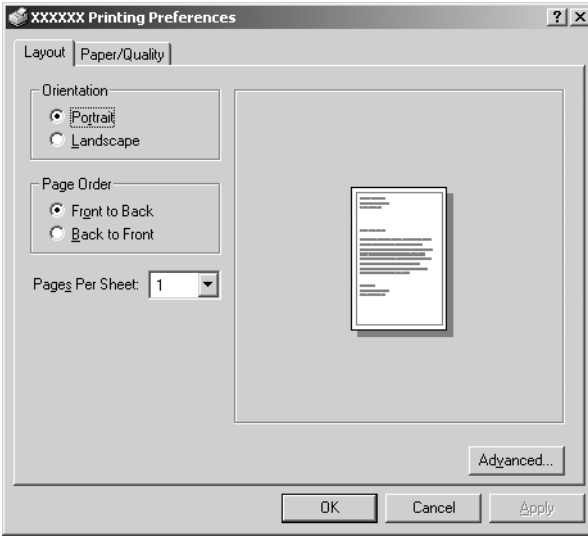 XXXXXX Printing Preferences
Layout
Paper/Quality
Orientation
Portrait
Landscape
Page Order
Front to Back
Back to Front
Pages Per Sheet: 1
Advanced...
OK
Cancel
Apply